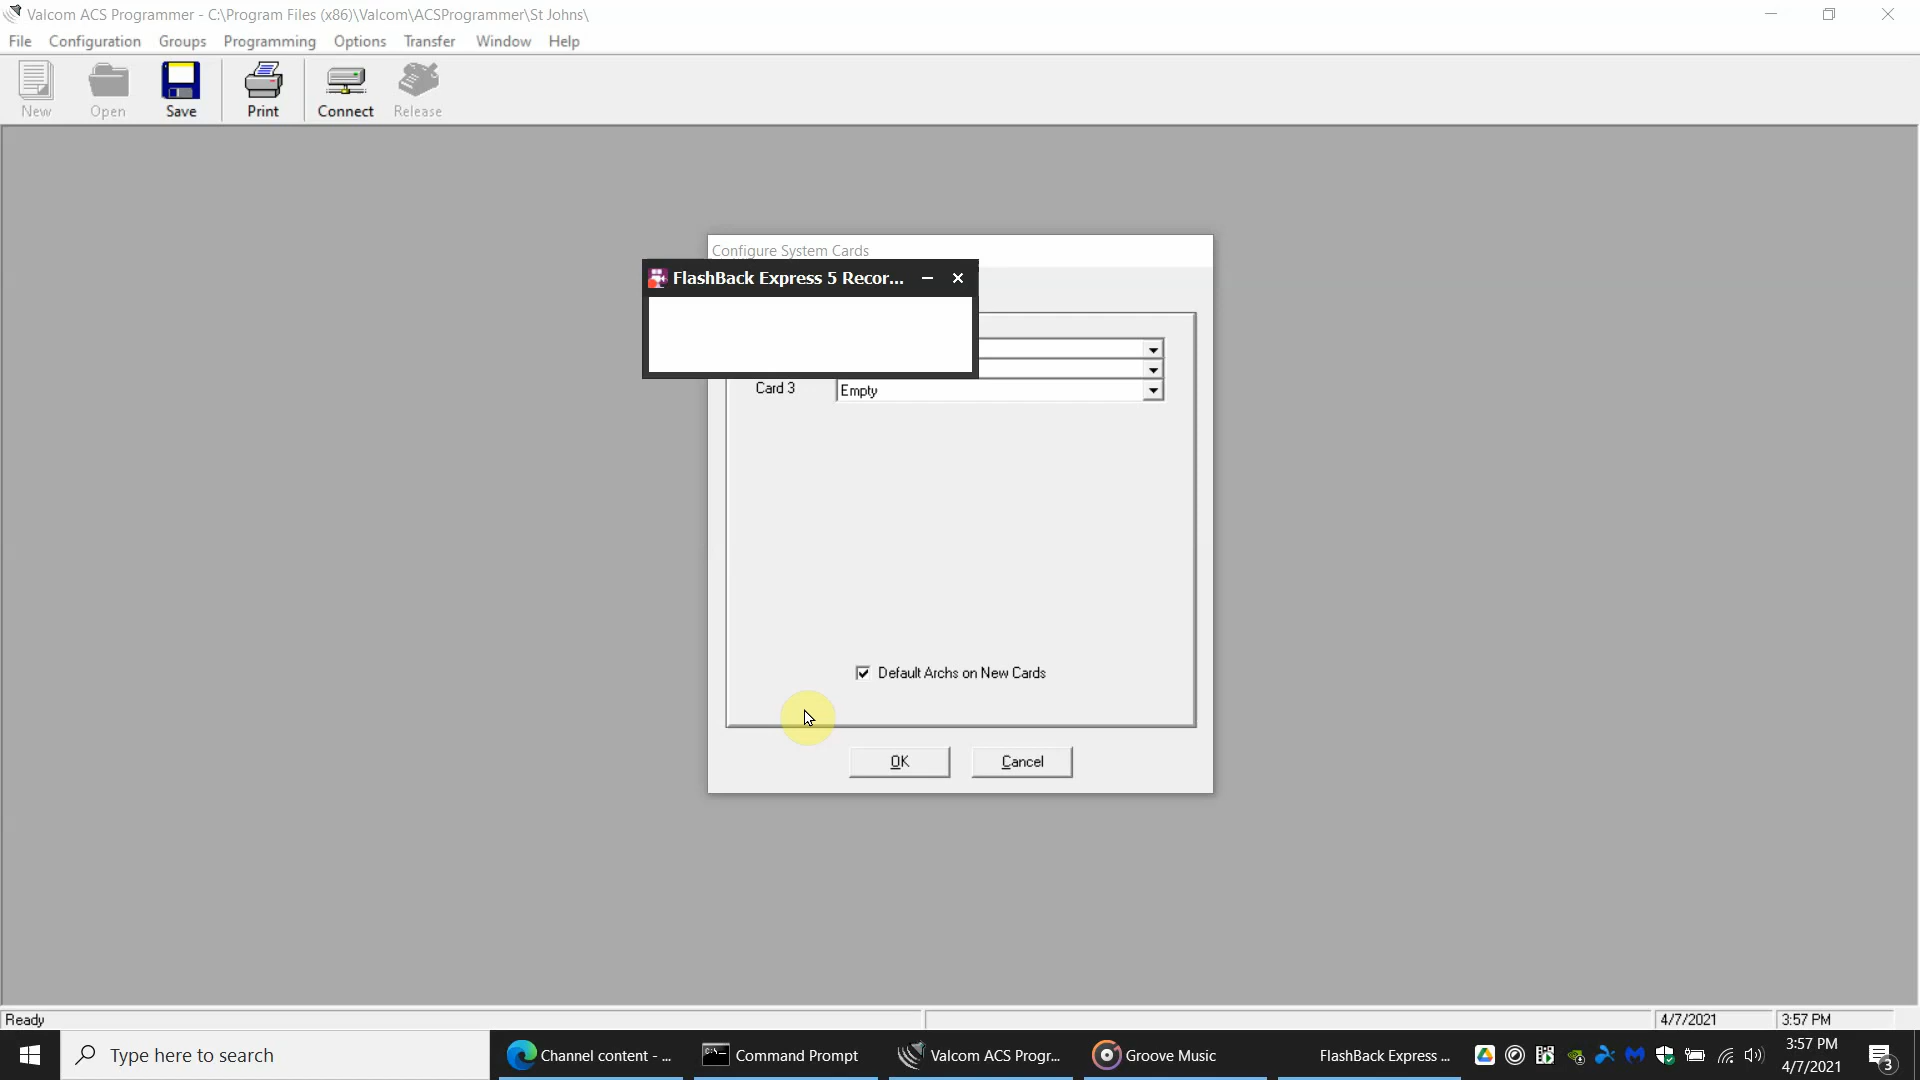 Valcom ACS Programmer - C:\Program Files (x86)\Valcom\ACSProgrammer\St Johns\
File Configuration Groups Programming Options Transfer Window Help
New Open Save Print Connect Release
Configure System Cards
FlashBack Express 5 Recor...
Card 3 Empty
Default Archs on New Cards
OK Cancel
Ready 4/7/2021 3:57 PM
Type here to search Channel content - ... Command Prompt Valcom ACS Progr... Groove Music FlashBack Express ... 3:57 PM
4/7/2021 3